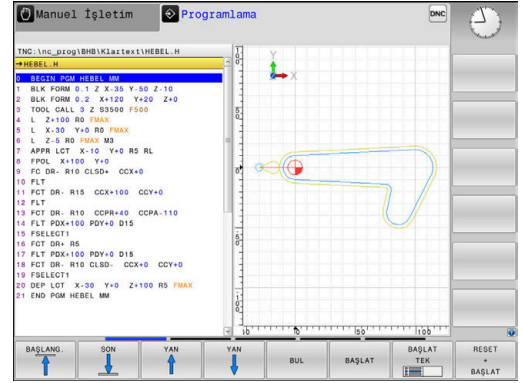 Manuel İşletim
Programlama
DNC
TNC:\nc_prog\BHB\Klartext\HEBEL.H
→HEBEL.H
0 BEGIN PGM HEBEL MM
1 BLK FORM 0.1 Z X-35 Y-50 Z-10
2 BLK FORM 0.2 X+120 Y+20 Z+0
3 TOOL CALL 3 Z S3500 F500
4 L Z+100 R0 FMAX
5 L X-30 Y+0 R0 FMAX
6 L Z-5 R0 FMAX M3
7 APPR LCT X-10 Y+0 R5 RL
8 FPOL X+100 Y+0
9 FC DR- R10 CLSD+ CCX+0
10 FLT
11 FCT DR- R15 CCX+100 CCY+0
12 FLT
13 FCT DR- R10 CCPR+40 CCPA-110
14 FLT PDX+100 PDY+0 D15
15 FSELECT1
16 FCT DR+ R5
17 FLT PDX+100 PDY+0 D15
18 FCT DR- R10 CLSD- CCX+0 CCY+0
19 FSELECT1
20 DEP LCT X-30 Y+0 Z+100 R5 FMAX
21 END PGM HEBEL MM
Y
X
0
50
100
BAŞLANG.
SON
YAN
YAN
BUL
BAŞLAT
BAŞLAT
TEK
RESET
+
BAŞLAT